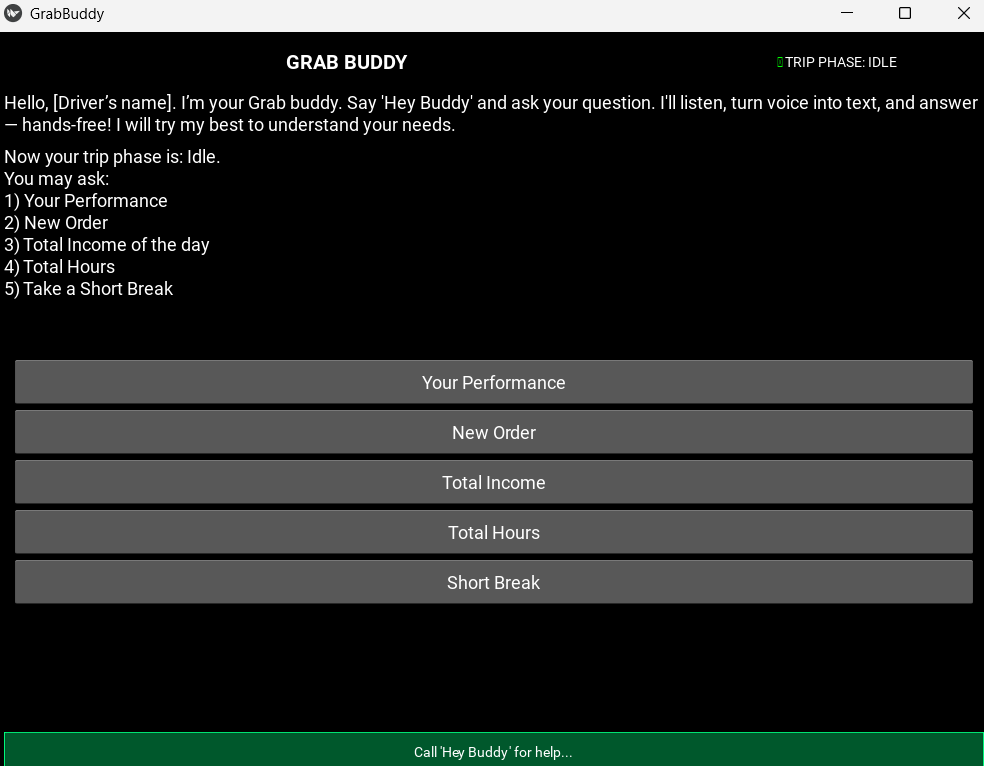 GrabBuddy
GRAB BUDDY
TRIP PHASE: IDLE
Hello, [Driver’s name]. I’m your Grab buddy. Say 'Hey Buddy' and ask your question. I'll listen, turn voice into text, and answer
— hands-free! I will try my best to understand your needs.
Now your trip phase is: Idle.
You may ask:
1) Your Performance
2) New Order
3) Total Income of the day
4) Total Hours
5) Take a Short Break
Your Performance
New Order
Total Income
Total Hours
Short Break
Call 'Hey Buddy' for help...